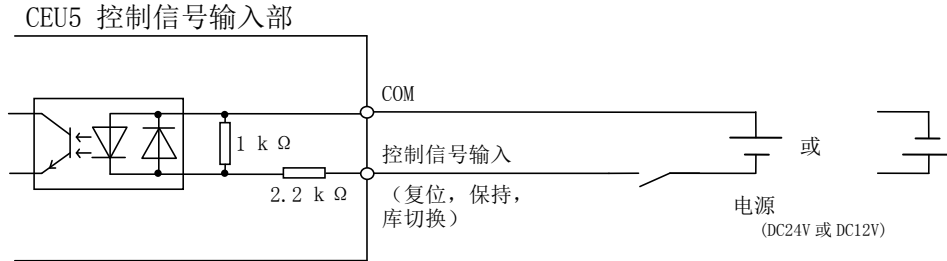 CEU5 控制信号输入部
COM
1 k Ω
控制信号输入
或
2.2 k Ω
(复位，保持，
库切换)
电源
(DC24V 或 DC12V)